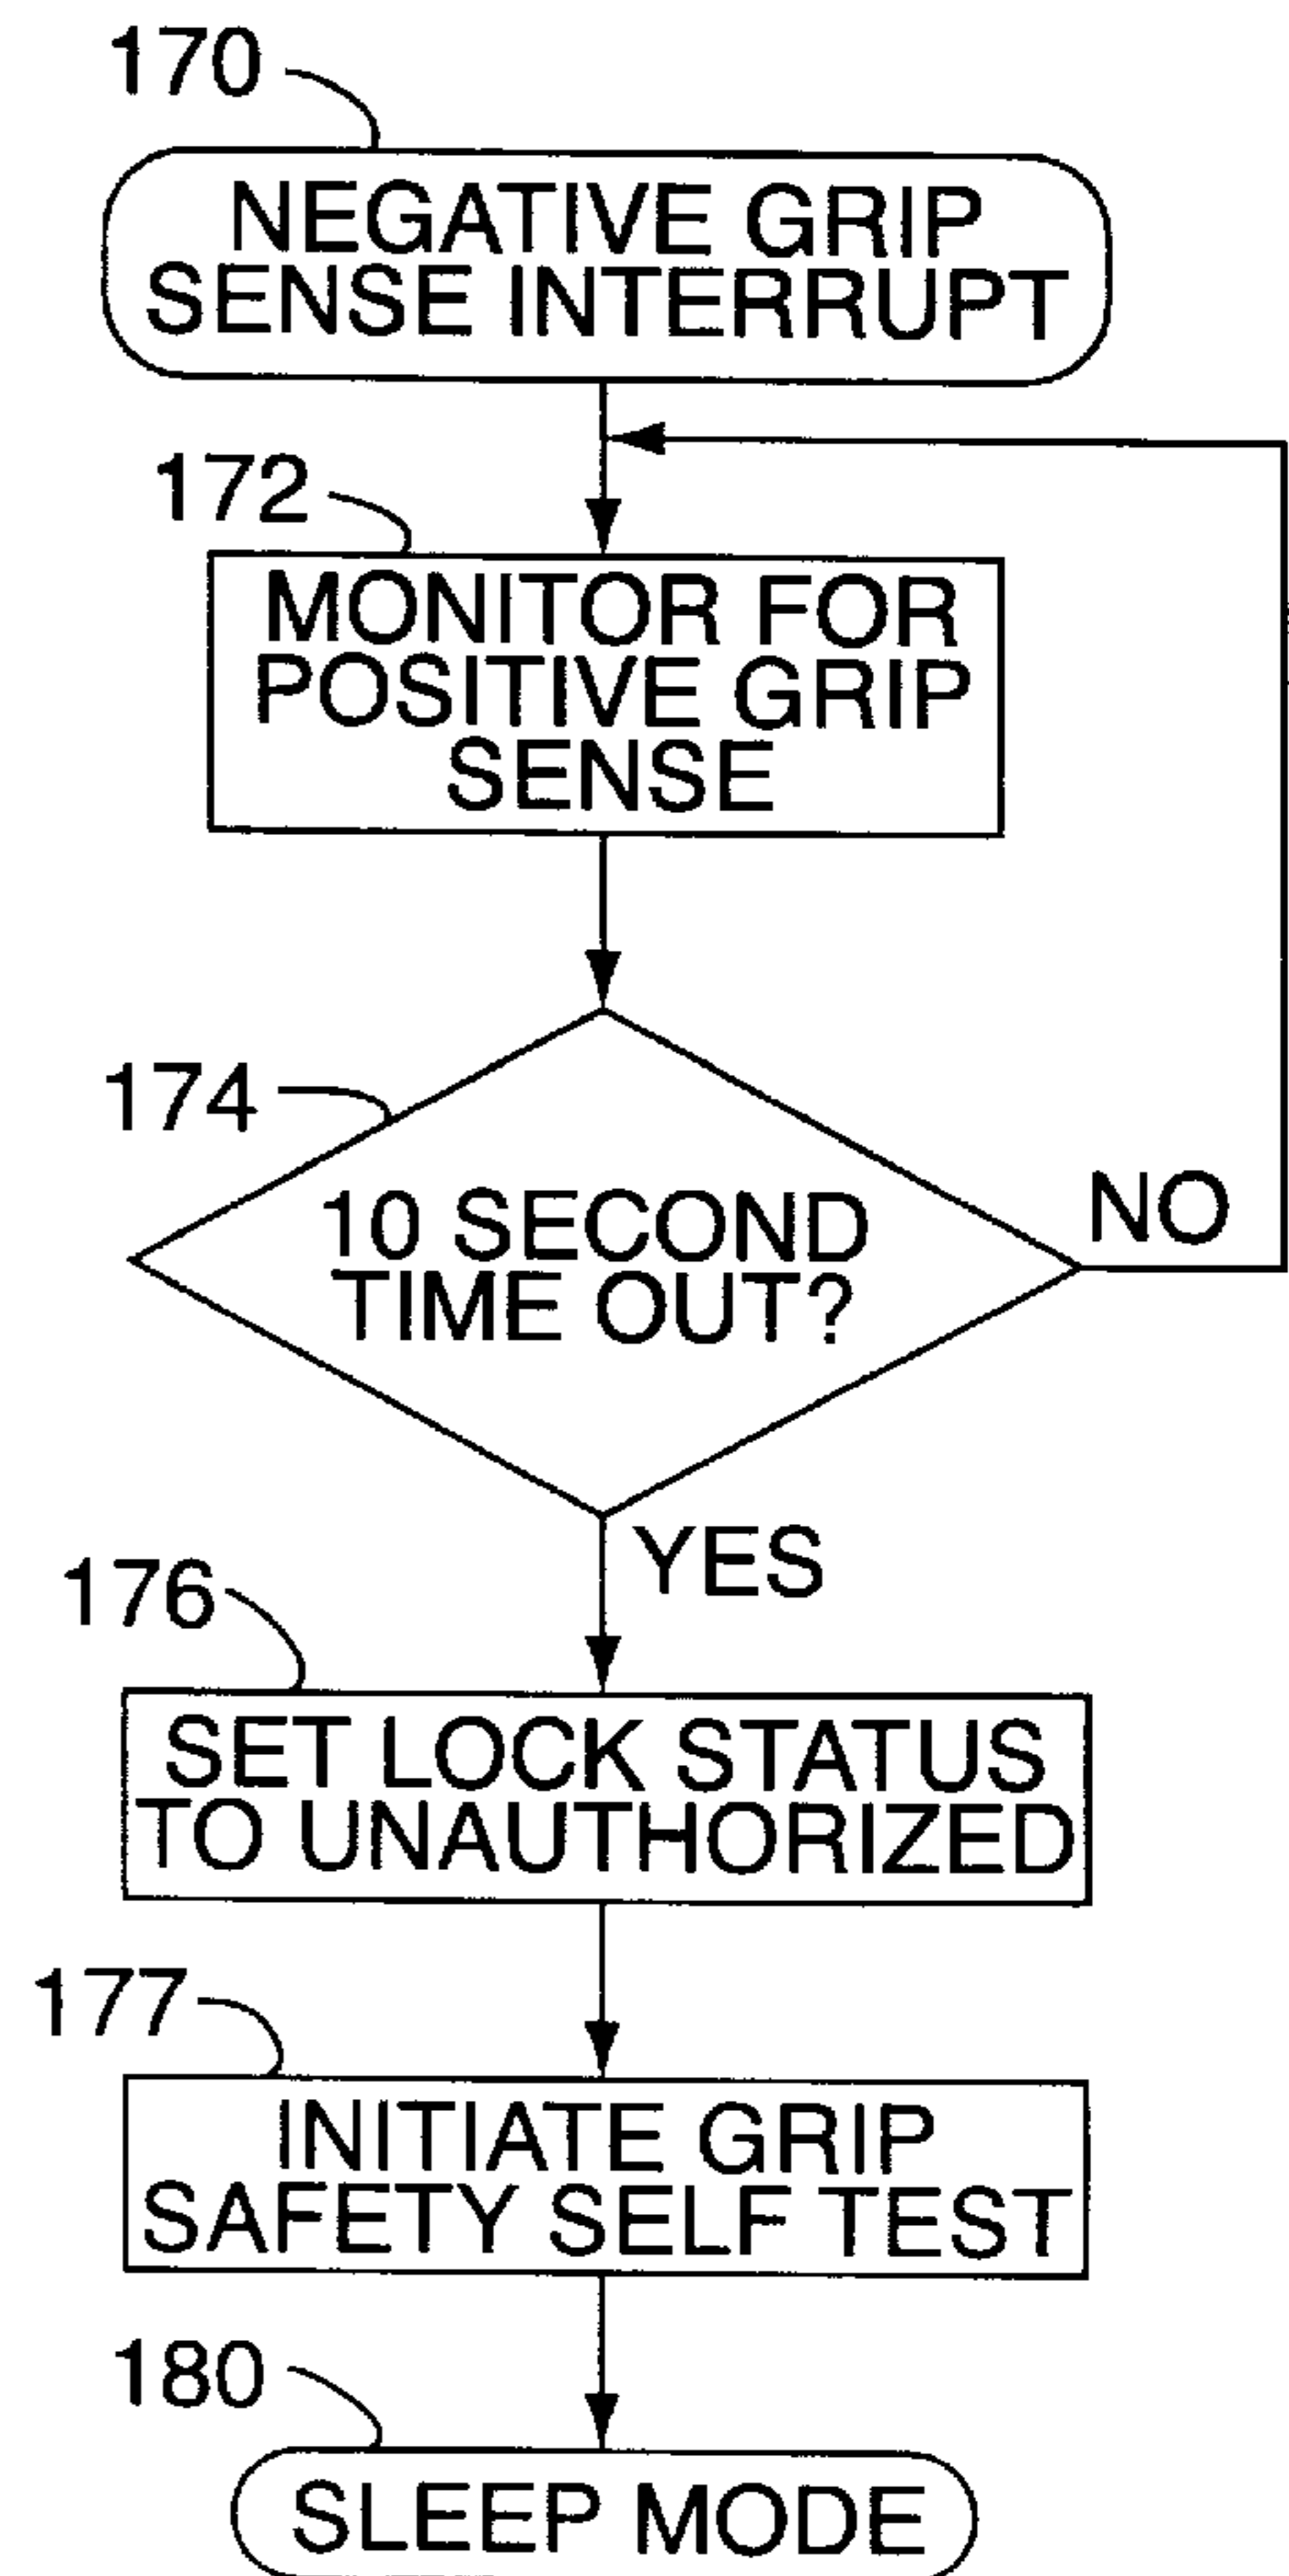 170
NEGATIVE GRIP
SENSE INTERRUPT
172
MONITOR FOR
POSITIVE GRIP
SENSE
174
10 SECOND
TIME OUT?
NO
YES
176
SET LOCK STATUS
TO UNAUTHORIZED
177
INITIATE GRIP
SAFETY SELF TEST
180
SLEEP MODE